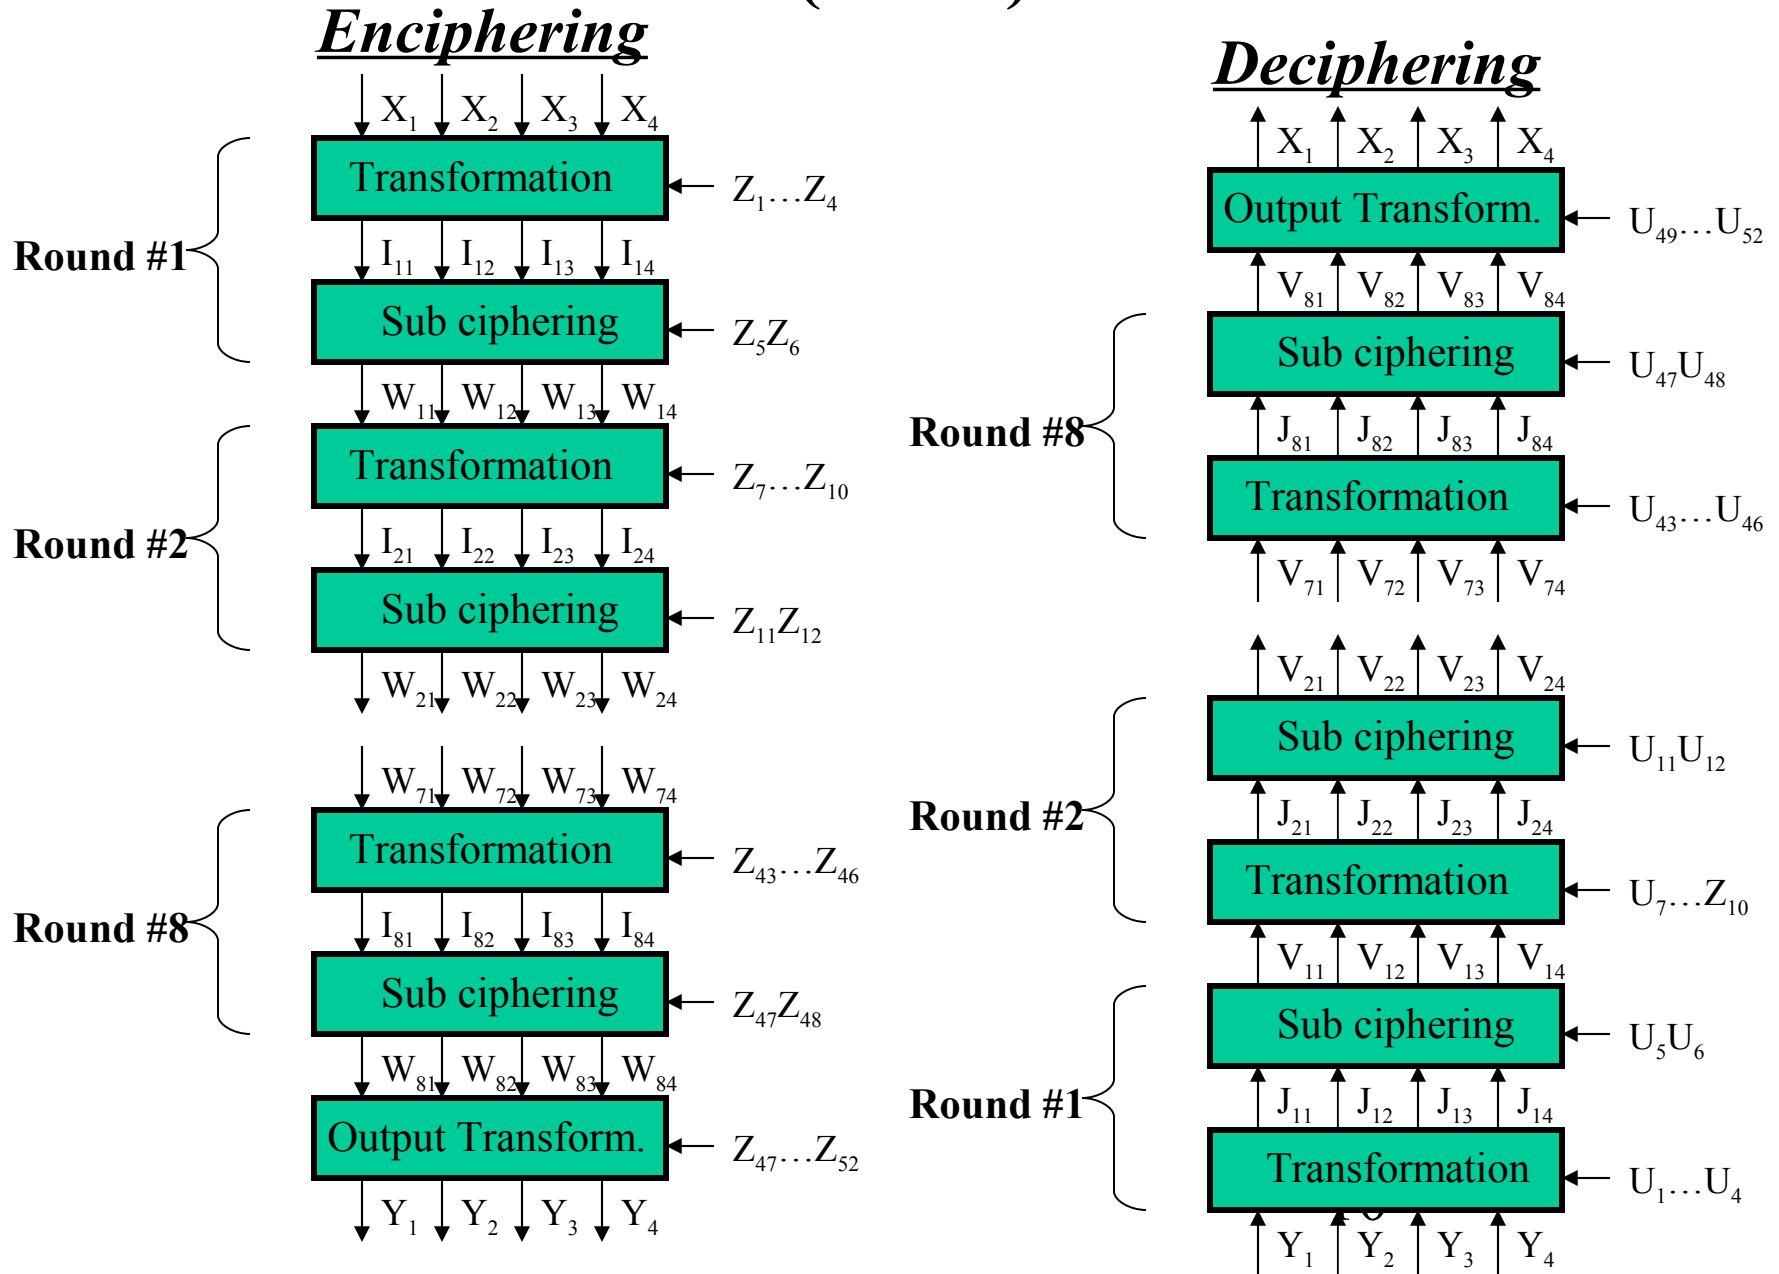 Enciphering
X1 X2 X3 X4
Transformation
Z1…Z4
Round #1
I11 I12 I13 I14
Sub ciphering
Z5Z6
W11 W12 W13 W14
Transformation
Z7…Z10
Round #2
I21 I22 I23 I24
Sub ciphering
Z11Z12
W21 W22 W23 W24
W71 W72 W73 W74
Transformation
Z43…Z46
Round #8
I81 I82 I83 I84
Sub ciphering
Z47Z48
W81 W82 W83 W84
Output Transform.
Z47…Z52
Y1 Y2 Y3 Y4
Deciphering
X1 X2 X3 X4
Output Transform.
U49…U52
V81 V82 V83 V84
Sub ciphering
U47U48
Round #8
J81 J82 J83 J84
Transformation
U43…U46
V71 V72 V73 V74
V21 V22 V23 V24
Sub ciphering
U11U12
Round #2
J21 J22 J23 J24
Transformation
U7…Z10
V11 V12 V13 V14
Sub ciphering
U5U6
Round #1
J11 J12 J13 J14
Transformation
U1…U4
Y1 Y2 Y3 Y4